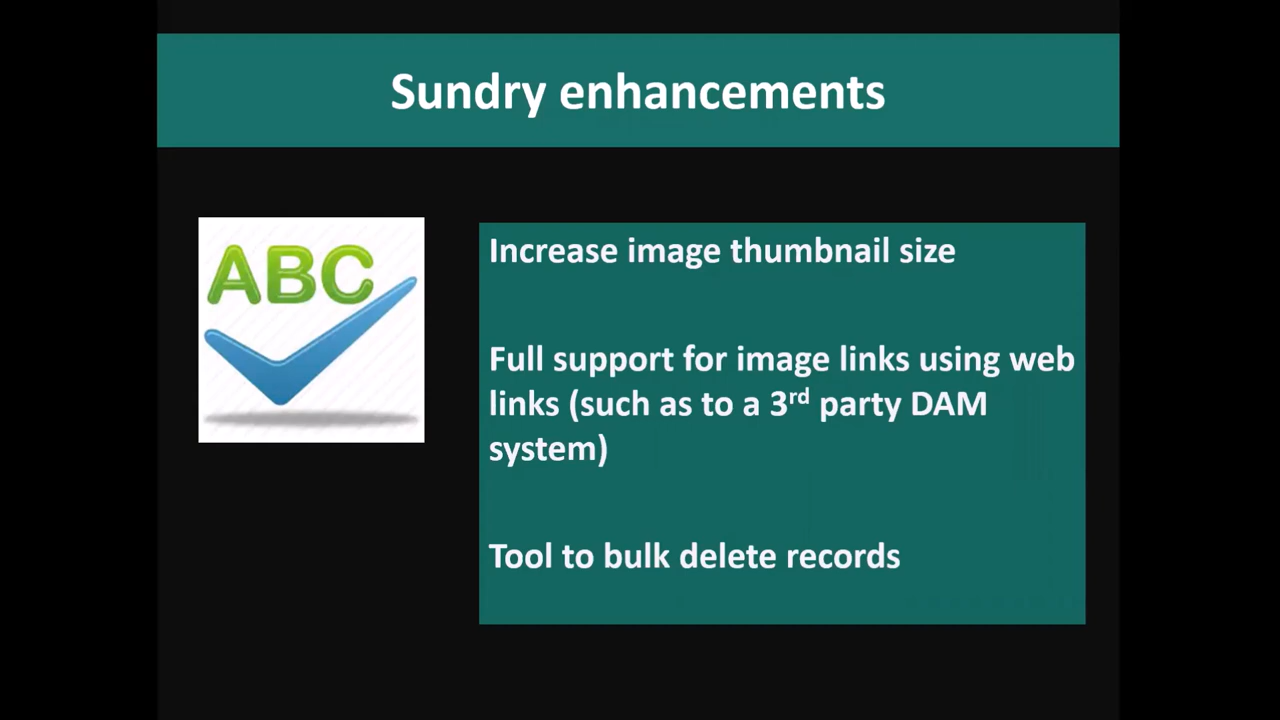 Sundry enhancements
ABC
Increase image thumbnail size
Full support for image links using web
links (such as to a 3rd party DAM
system)
Tool to bulk delete records